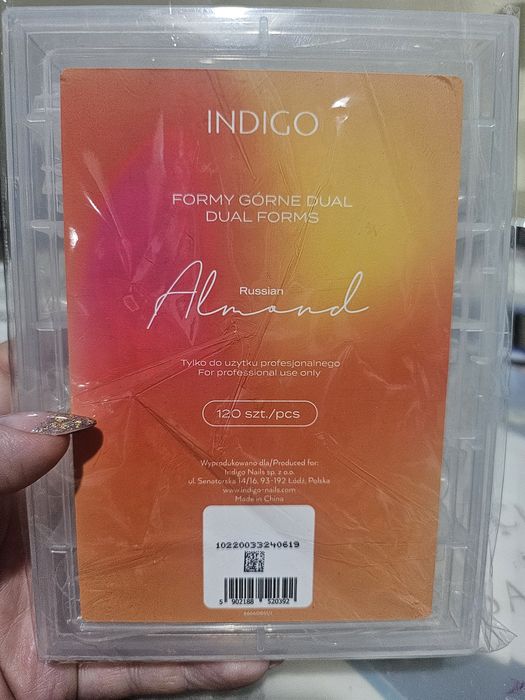 INDIGO
FORMY GÓRNE DUAL
DUAL FORMS
Russian
Almond
Tylko do użytku profesjonalnego
For professional use only
120 szt./pcs
Wyprodukowano dla/Produced for:
Indigo Nails sp. z o.o.
ul. Senatorska 14/16, 93-192 Łódź, Polska
www.indigo-nails.com
Made in China
10220033240619
5 902188 520392